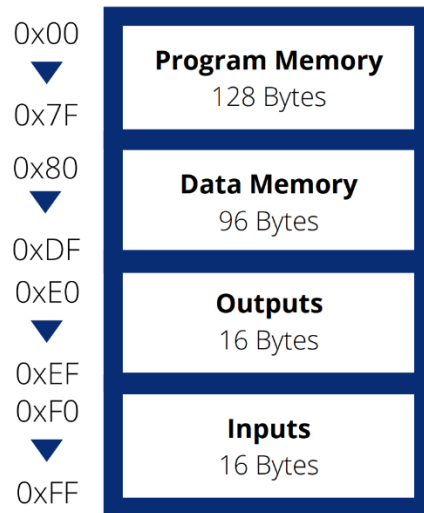 0x00
Program Memory
128 Bytes
0x7F
0x80
Data Memory
96 Bytes
0xDF
0xE0
Outputs
16 Bytes
0xEF
0xF0
Inputs
16 Bytes
0xFF